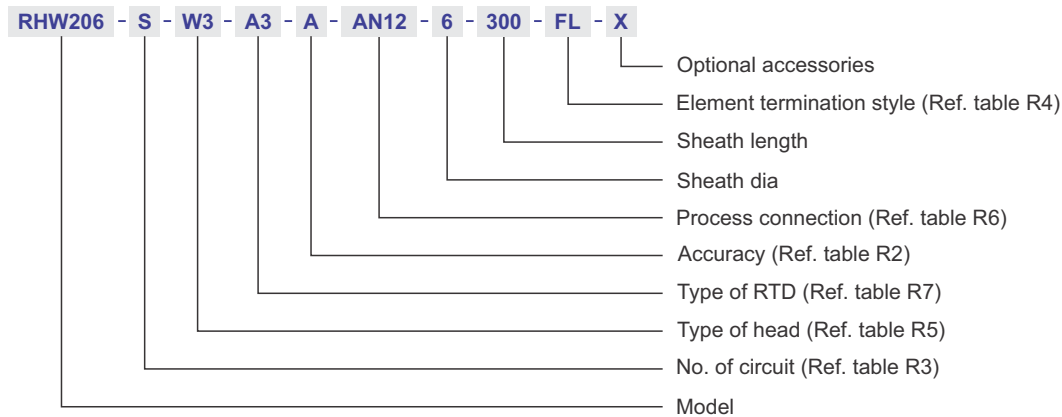 RHW206 - S - W3 - A3 - A - AN12 - 6 - 300 - FL - X
Optional accessories
Element termination style (Ref. table R4)
Sheath length
Sheath dia
Process connection (Ref. table R6)
Accuracy (Ref. table R2)
Type of RTD (Ref. table R7)
Type of head (Ref. table R5)
No. of circuit (Ref. table R3)
Model